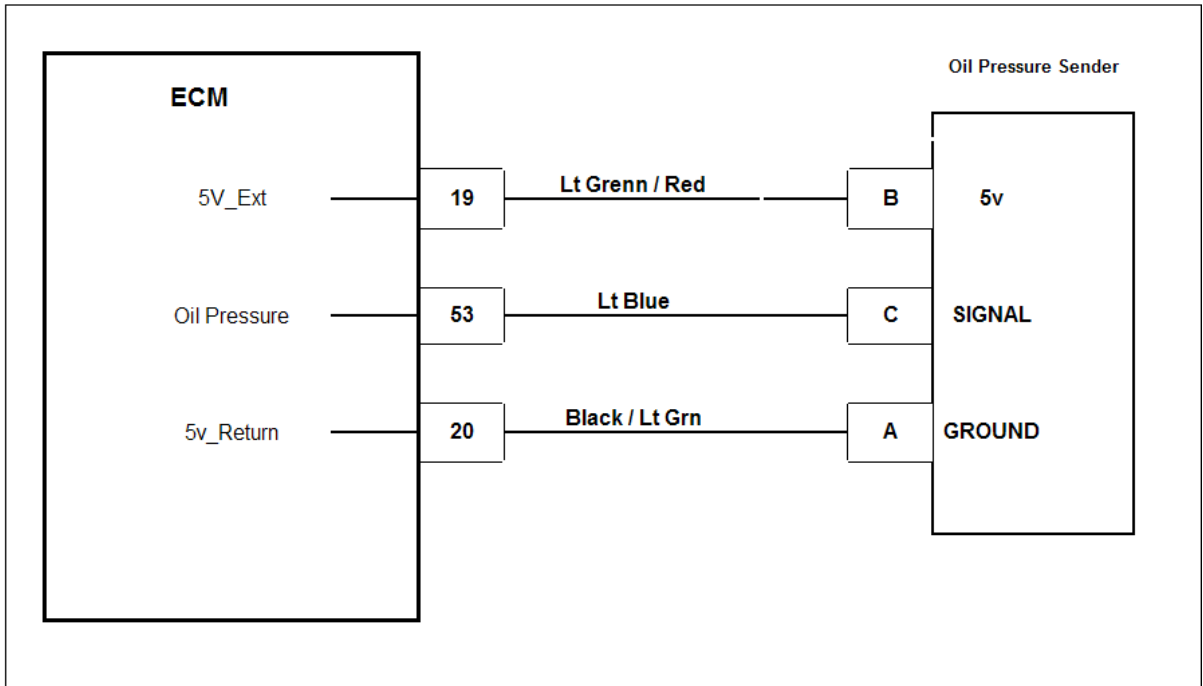 Oil Pressure Sender
ECM
5V_Ext 19 Lt Grenn / Red B 5v
Oil Pressure 53 Lt Blue C SIGNAL
5v_Return 20 Black / Lt Grn A GROUND